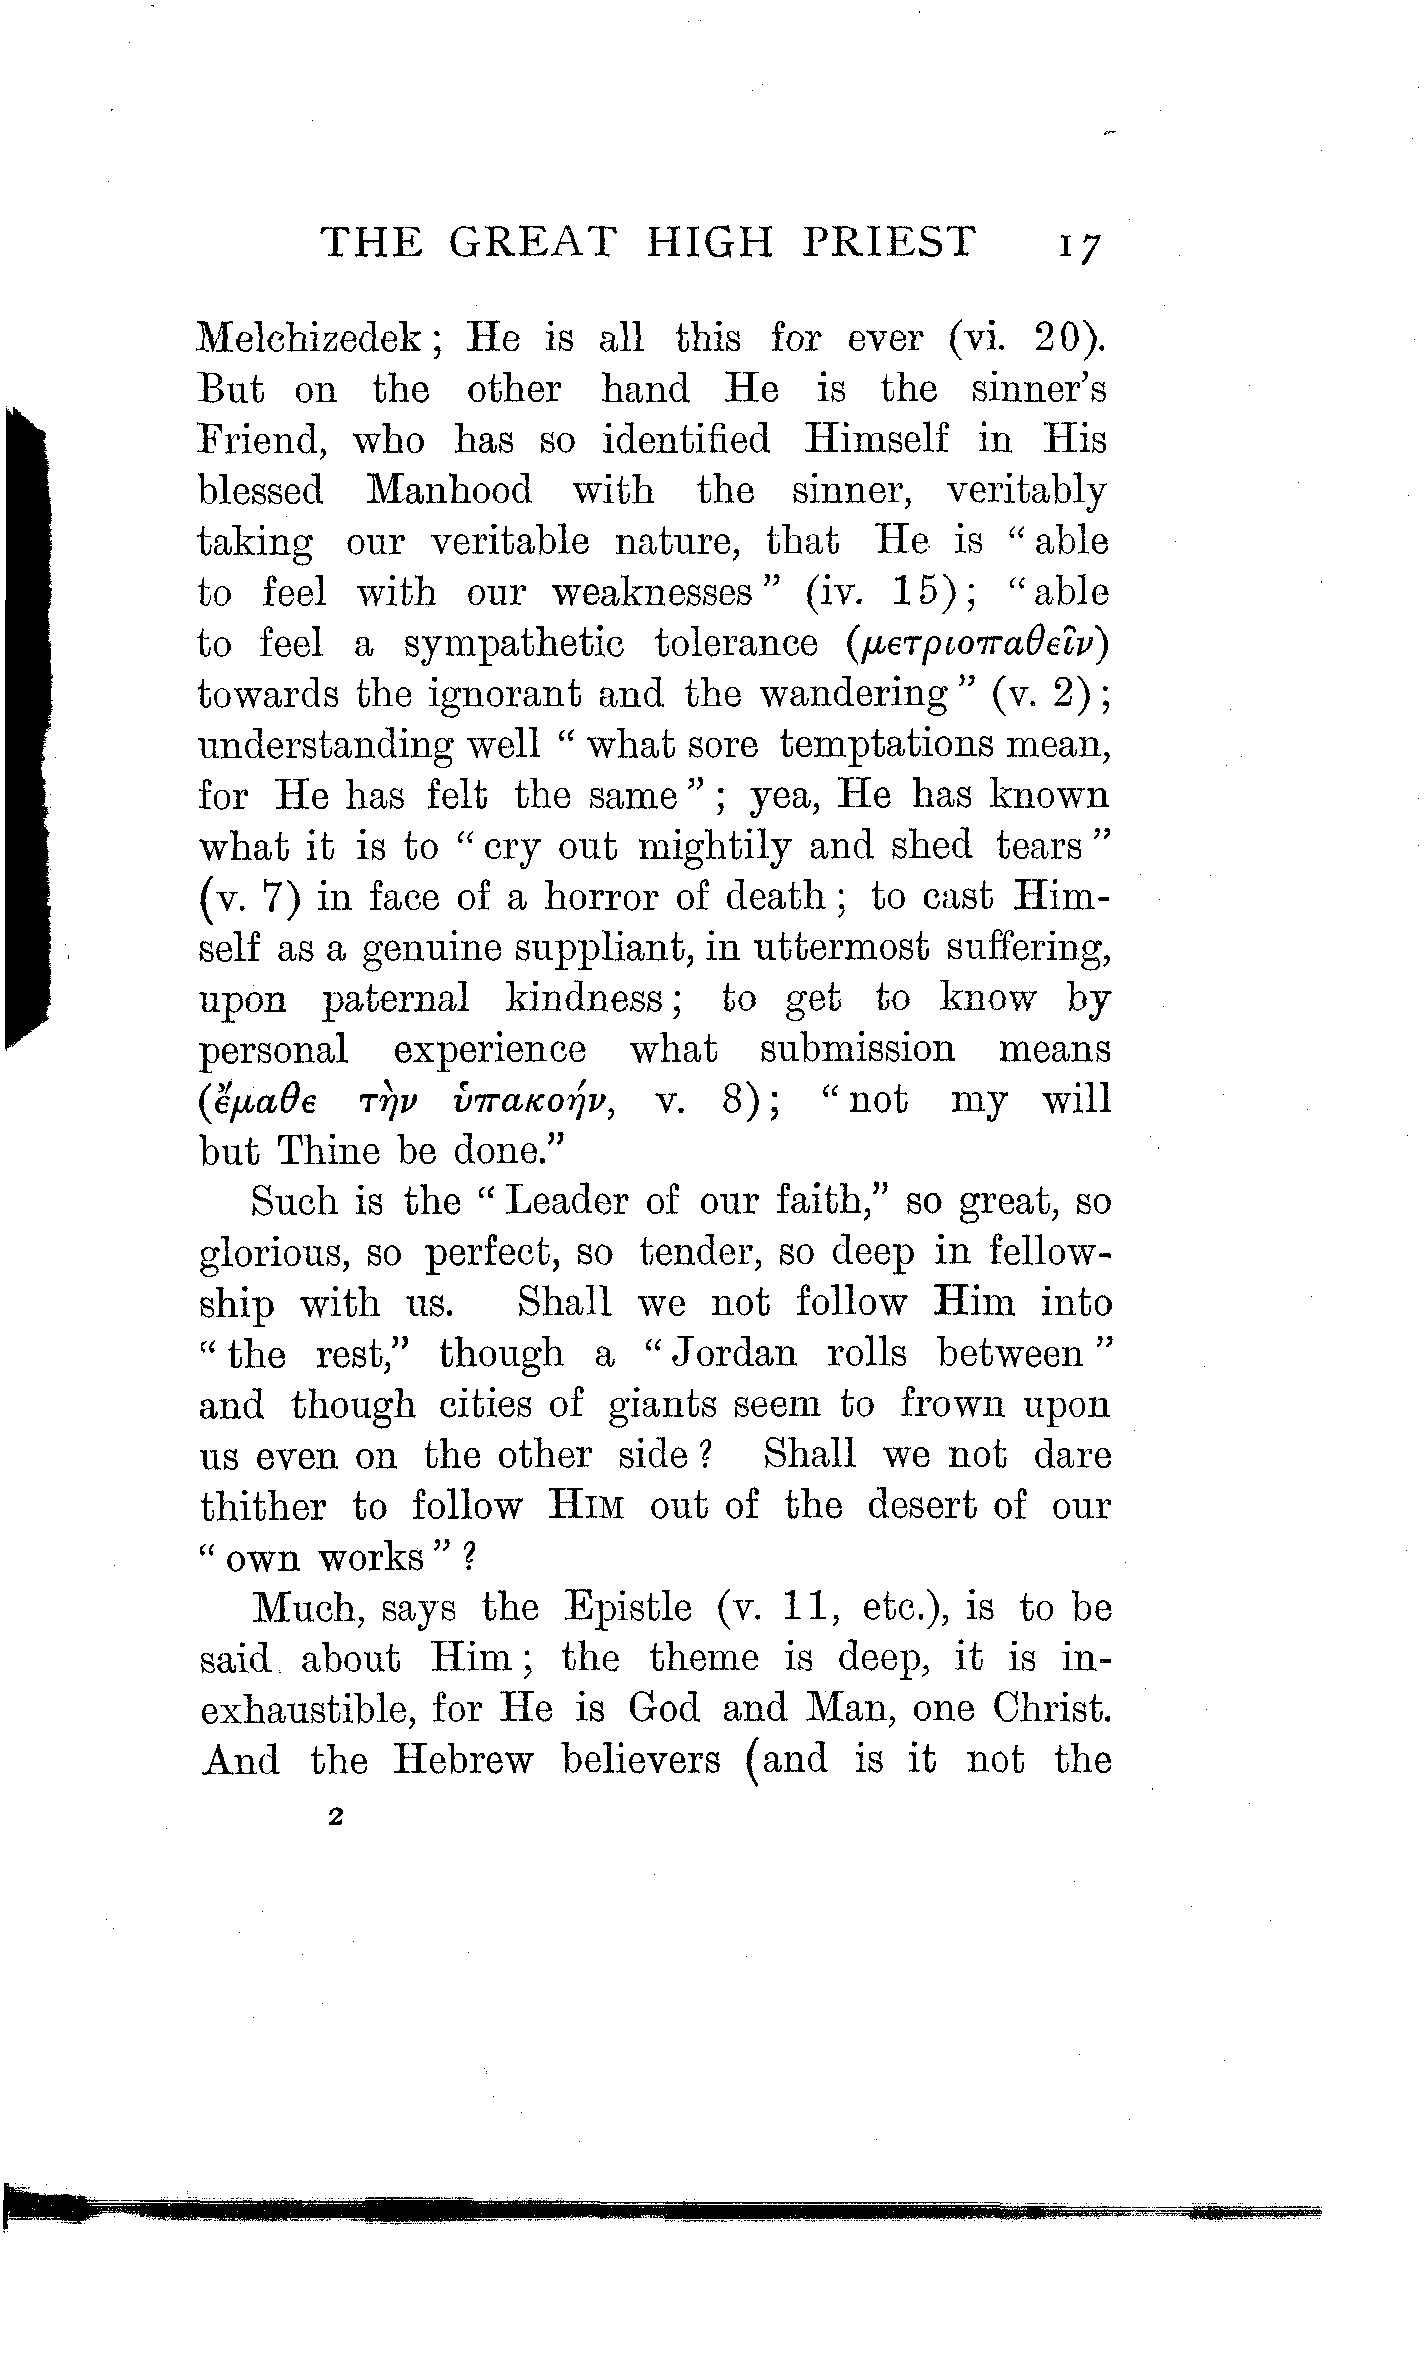 THE GREAT HIGH PRIEST 17
Melchizedek; He is all this for ever (vi. 20).
But on the other hand He is the sinner's
Friend, who has so identified Himself in His
blessed Manhood with the sinner, veritably
taking our veritable nature, that He is "able
to feel with our weaknesses" (iv. 15); "able
to feel a sympathetic tolerance (μετριοπαθεῖν)
towards the ignorant and the wandering" (v. 2);
understanding well "what sore temptations mean,
for He has felt the same"; yea, He has known
what it is to "cry out mightily and shed tears"
(v. 7) in face of a horror of death; to cast Him-
self as a genuine suppliant, in uttermost suffering,
upon paternal kindness; to get to know by
personal experience what submission means
(ἔμαθε τὴν ὑπακοήν, v. 8); "not my will
but Thine be done."
Such is the "Leader of our faith," so great, so
glorious, so perfect, so tender, so deep in fellow-
ship with us. Shall we not follow Him into
"the rest," though a "Jordan rolls between"
and though cities of giants seem to frown upon
us even on the other side? Shall we not dare
thither to follow HIM out of the desert of our
"own works"?
Much, says the Epistle (v. 11, etc.), is to be
said about Him; the theme is deep, it is in-
exhaustible, for He is God and Man, one Christ.
And the Hebrew believers (and is it not the
2